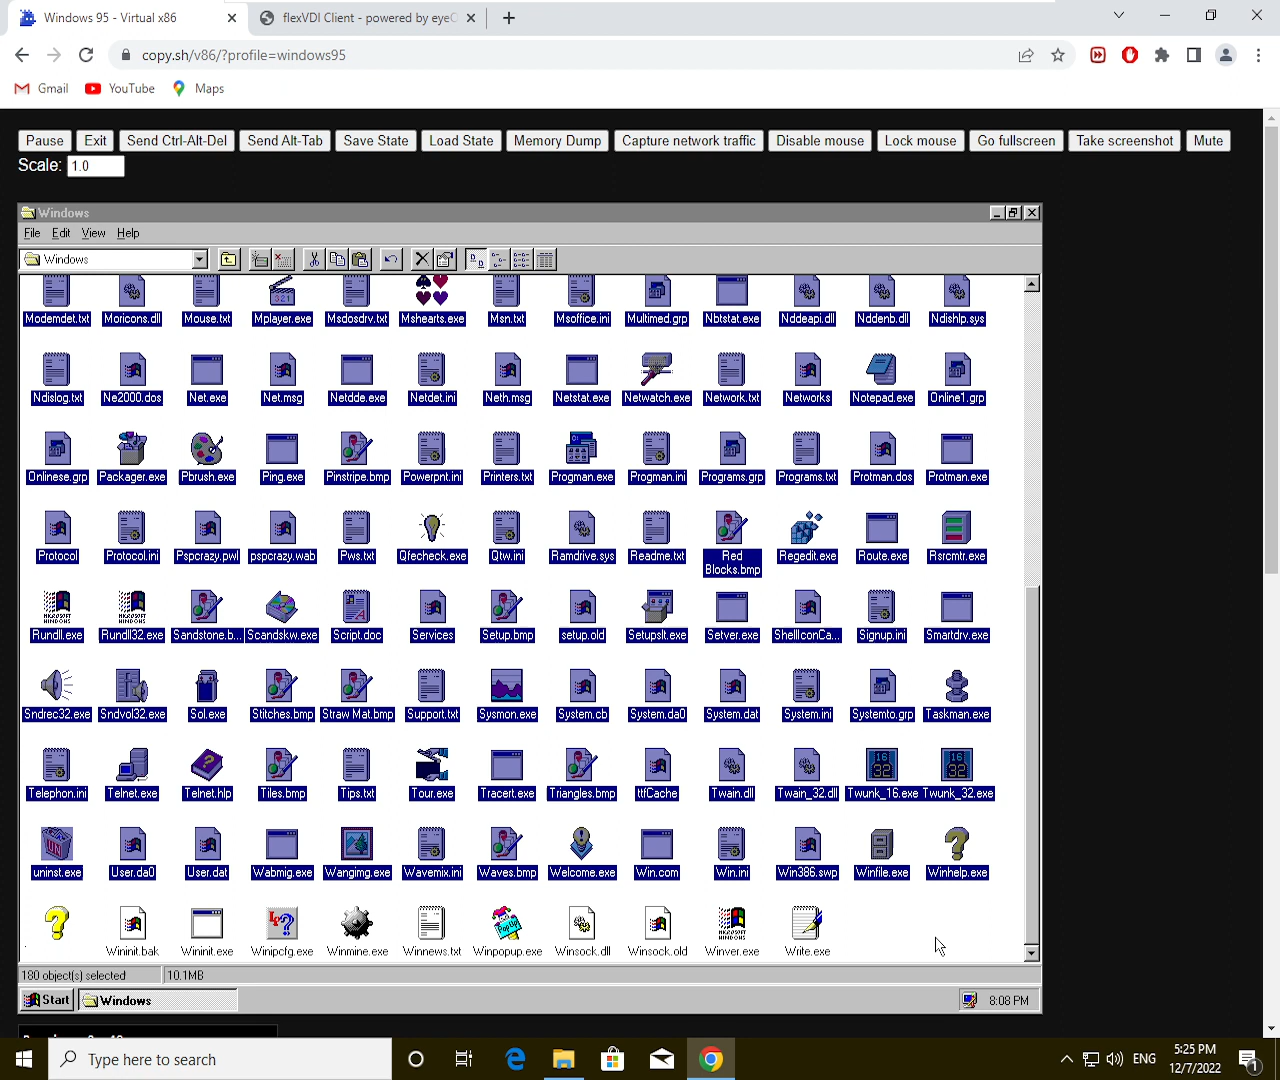 Windows 95 - Virtual x86
flexVDI Client - powered by eyeO
copy.sh/v86/?profile=windows95
Gmail YouTube Maps
Pause Exit Send Ctrl-Alt-Del Send Alt-Tab Save State Load State Memory Dump Capture network traffic Disable mouse Lock mouse Go fullscreen Take screenshot Mute
Scale: 1.0
Windows
File Edit View Help
Windows
Modemdet.txt Moricons.dll Mouse.txt Mplayer.exe Msdosdrv.txt Mshearts.exe Msn.txt Msoffice.ini Multimed.grp Nbtstat.exe Nddeapi.dll Nddenb.dll Ndishlp.sys
Ndislog.txt Ne2000.dos Net.exe Net.msg Netdde.exe Netdet.ini Neth.msg Netstat.exe Netwatch.exe Network.txt Networks Notepad.exe Online1.grp
Onlinese.grp Packager.exe Pbrush.exe Ping.exe Pinstripe.bmp Powerpnt.ini Printers.txt Progman.exe Progman.ini Programs.grp Programs.txt Protman.dos Protman.exe
Protocol Protocol.ini Pspcrazy.pwl pspcrazy.wab Pws.txt Qfecheck.exe Qtw.ini Ramdrive.sys Readme.txt Red Regedit.exe Route.exe Rsrcmtr.exe
Blocks.bmp
Rundll.exe Rundll32.exe Sandstone.b... Scandskw.exe Script.doc Services Setup.bmp setup.old Setupslt.exe Setver.exe ShellIconCa... Signup.ini Smartdrv.exe
Sndrec32.exe Sndvol32.exe Sol.exe Stitches.bmp Straw Mat.bmp Support.txt Sysmon.exe System.cb System.da0 System.dat System.ini Systemto.grp Taskman.exe
Telephon.ini Telnet.exe Telnet.hlp Tiles.bmp Tips.txt Tour.exe Tracert.exe Triangles.bmp ttfCache Twain.dll Twain_32.dll Twunk_16.exe Twunk_32.exe
uninst.exe User.da0 User.dat Wabmig.exe Wangimg.exe Wavemix.ini Waves.bmp Welcome.exe Win.com Win.ini Win386.swp Winfile.exe Winhelp.exe
Wininit.bak Wininit.exe Winipcfg.exe Winmine.exe Winnews.txt Winpopup.exe Winsock.dll Winsock.old Winver.exe Write.exe
180 object(s) selected 10.1MB
Start Windows 8:08 PM
Type here to search
ENG
5:25 PM
12/7/2022
1